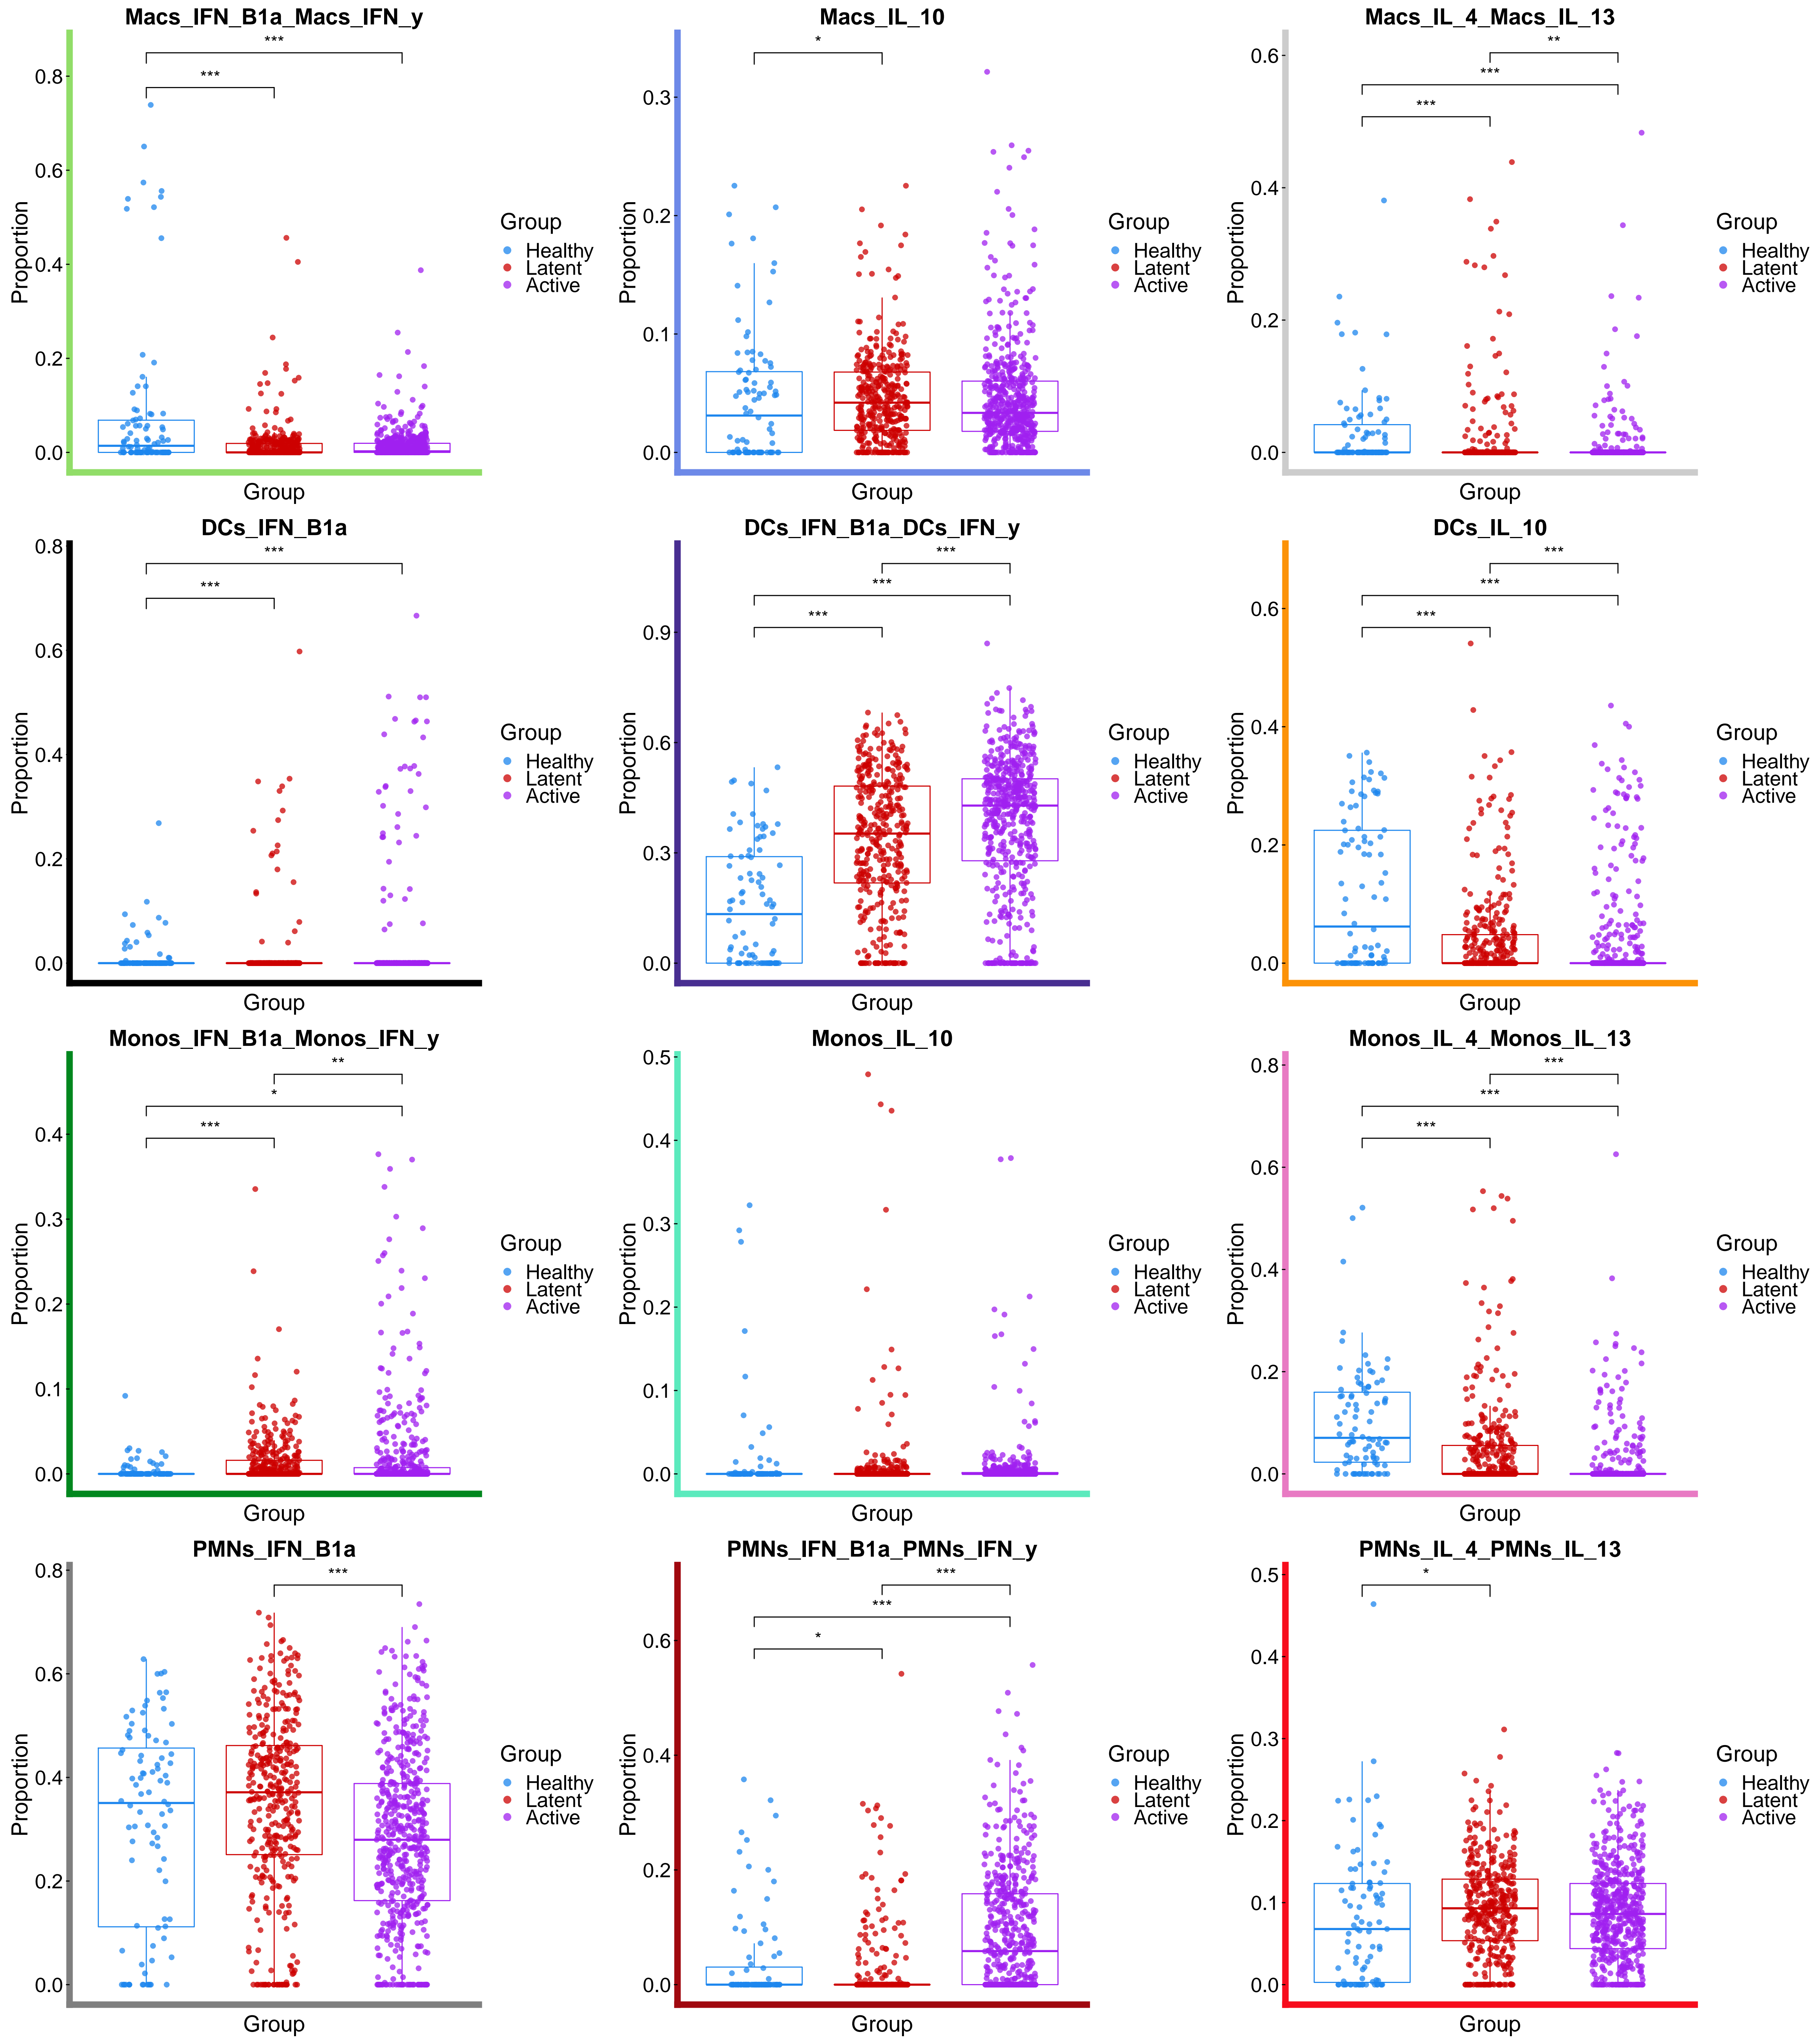 Macs_IFN_B1a_Macs_IFN_y
***
***
0.8
0.6
0.4
0.2
0.0
Proportion
Group
Group
Healthy
Latent
Active
Macs_IL_10
*
0.3
0.2
0.1
0.0
Proportion
Group
Group
Healthy
Latent
Active
Macs_IL_4_Macs_IL_13
**
***
***
0.6
0.4
0.2
0.0
Proportion
Group
Group
Healthy
Latent
Active
DCs_IFN_B1a
***
***
0.8
0.6
0.4
0.2
0.0
Proportion
Group
Group
Healthy
Latent
Active
DCs_IFN_B1a_DCs_IFN_y
***
***
***
0.9
0.6
0.3
0.0
Proportion
Group
Group
Healthy
Latent
Active
DCs_IL_10
***
***
***
0.6
0.4
0.2
0.0
Proportion
Group
Group
Healthy
Latent
Active
Monos_IFN_B1a_Monos_IFN_y
**
*
***
0.4
0.3
0.2
0.1
0.0
Proportion
Group
Group
Healthy
Latent
Active
Monos_IL_10
0.5
0.4
0.3
0.2
0.1
0.0
Proportion
Group
Group
Healthy
Latent
Active
Monos_IL_4_Monos_IL_13
***
***
***
0.8
0.6
0.4
0.2
0.0
Proportion
Group
Group
Healthy
Latent
Active
PMNs_IFN_B1a
***
0.8
0.6
0.4
0.2
0.0
Proportion
Group
Group
Healthy
Latent
Active
PMNs_IFN_B1a_PMNs_IFN_y
***
***
*
0.6
0.4
0.2
0.0
Proportion
Group
Group
Healthy
Latent
Active
PMNs_IL_4_PMNs_IL_13
*
0.5
0.4
0.3
0.2
0.1
0.0
Proportion
Group
Group
Healthy
Latent
Active